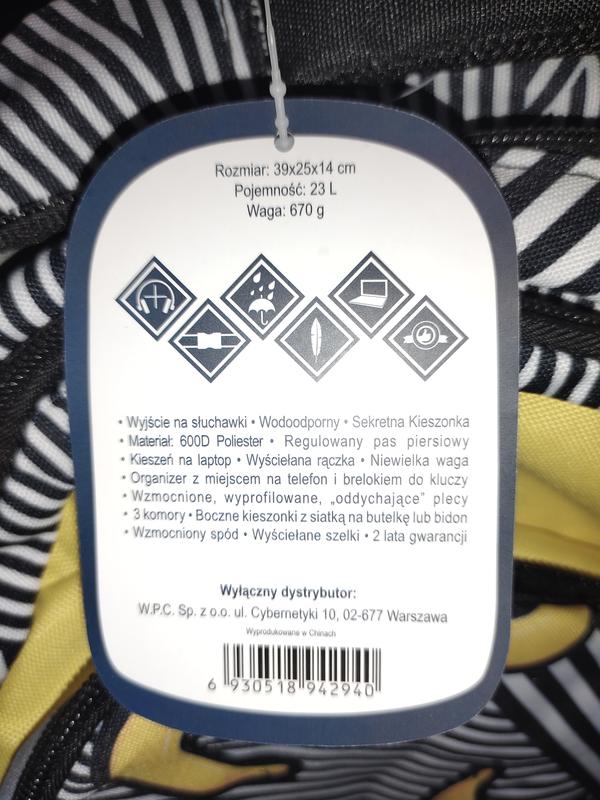 Rozmiar: 39x25x14 cm
Pojemność: 23 L
Waga: 670 g
• Wyjście na słuchawki • Wodoodporny • Sekretna Kieszonka
• Materiał: 600D Poliester • Regulowany pas piersiowy
• Kieszeń na laptop • Wyściełana rączka • Niewielka waga
• Organizer z miejscem na telefon i brelokiem do kluczy
• Wzmocnione, wyprofilowane, „oddychające” plecy
• 3 komory • Boczne kieszonki z siatką na butelkę lub bidon
• Wzmocniony spód • Wyściełane szelki • 2 lata gwarancji
Wyłączny dystrybutor:
W.P.C. Sp. z o.o. ul. Cybernetyki 10, 02-677 Warszawa
Wyprodukowane w Chinach
6 930518 942940